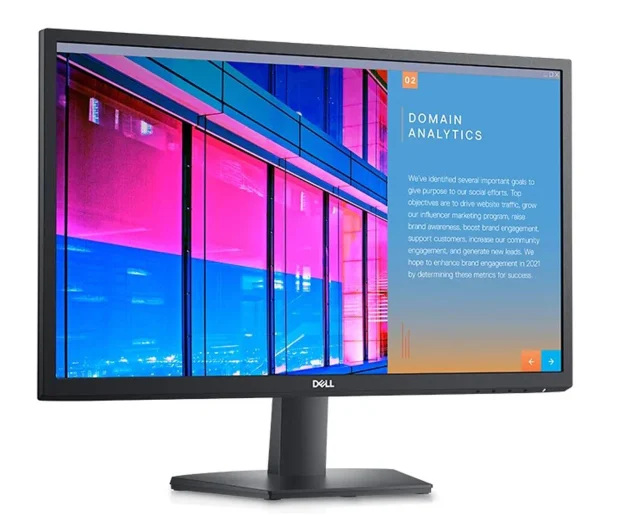 02
DOMAIN
ANALYTICS
We've identified several important goals to
give purpose to our social efforts. Top
objectives are to drive website traffic, grow
our influencer marketing program, raise
brand awareness, boost brand engagement,
support customers, increase our community
engagement, and generate new leads. We
hope to enhance brand engagement in 2021
by determining these metrics for success.
DELL